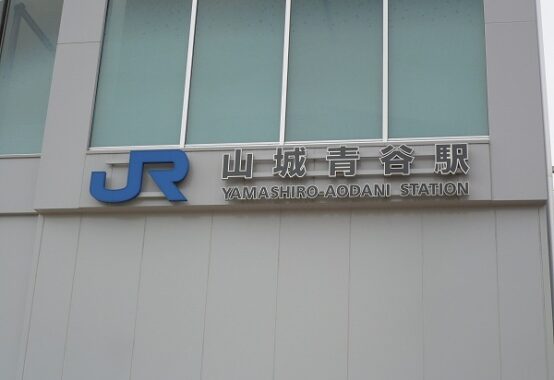 JR 山城青谷駅
YAMASHIRO-AODANI STATION